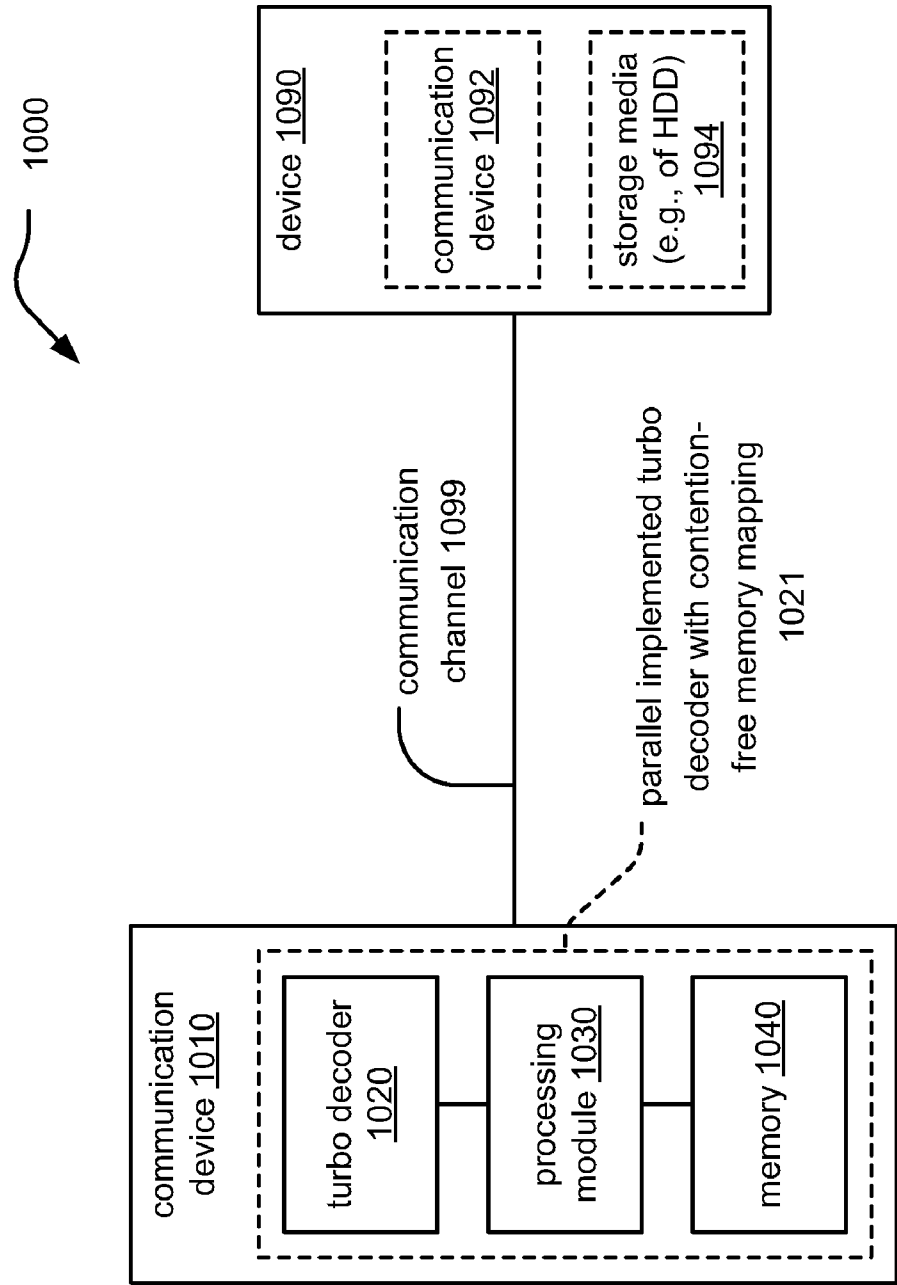 1000
communication
device 1010
turbo decoder
1020
processing
module 1030
memory 1040
communication
channel 1099
parallel implemented turbo
decoder with contention-
free memory mapping
1021
device 1090
communication
device 1092
storage media
(e.g., of HDD)
1094